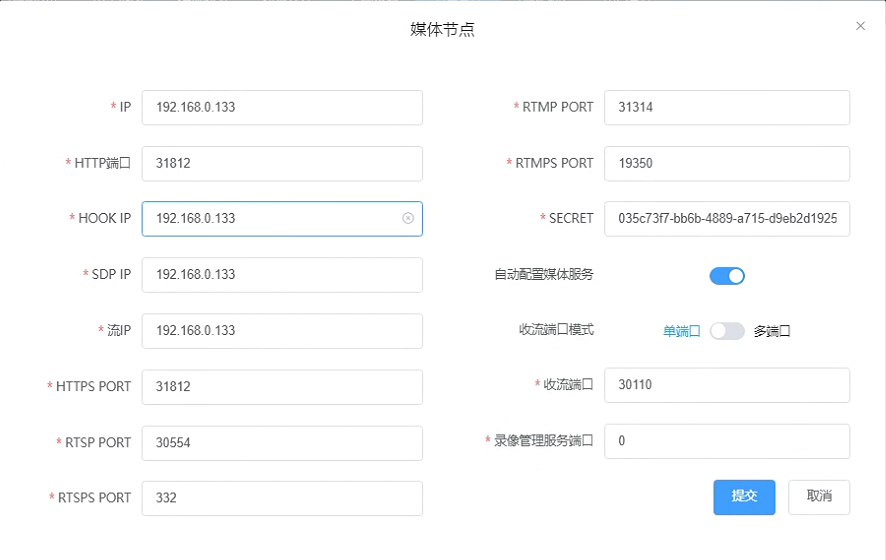 媒体节点
* IP
192.168.0.133
* HTTP端口
31812
* HOOK IP
192.168.0.133
* SDP IP
192.168.0.133
* 流IP
192.168.0.133
* HTTPS PORT
31812
* RTSP PORT
30554
* RTSPS PORT
332
* RTMP PORT
31314
* RTMPS PORT
19350
* SECRET
035c73f7-bb6b-4889-a715-d9eb2d1925
自动配置媒体服务
收流端口模式
单端口 多端口
* 收流端口
30110
* 录像管理服务端口
0
提交 取消